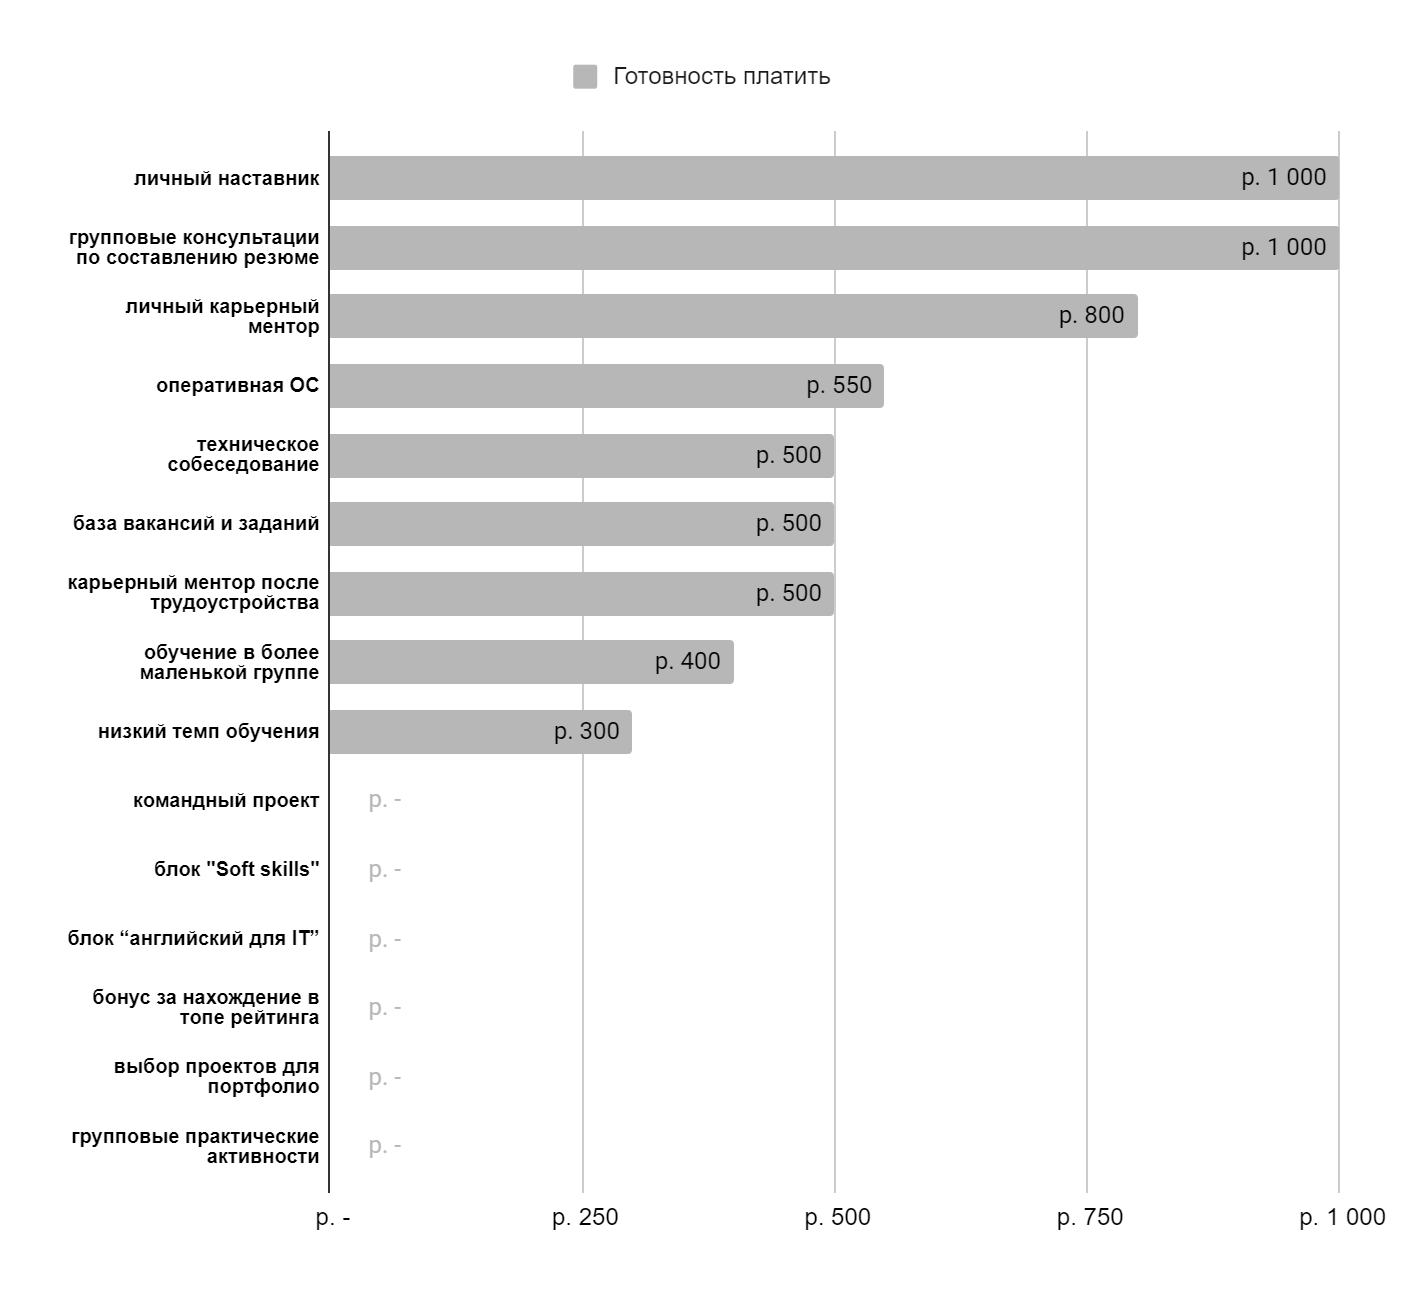 Готовность платить
личный наставник
р. 1 000
групповые консультации
по составлению резюме
р. 1 000
личный карьерный
ментор
р. 800
оперативная ОС
р. 550
техническое
собеседование
р. 500
база вакансий и заданий
р. 500
карьерный ментор после
трудоустройства
р. 500
обучение в более
маленькой группе
р. 400
низкий темп обучения
р. 300
командный проект
р. -
блок "Soft skills"
р. -
блок “английский для IT”
р. -
бонус за нахождение в
топе рейтинга
р. -
выбор проектов для
портфолио
р. -
групповые практические
активности
р. -
р. -
р. 250
р. 500
р. 750
р. 1 000